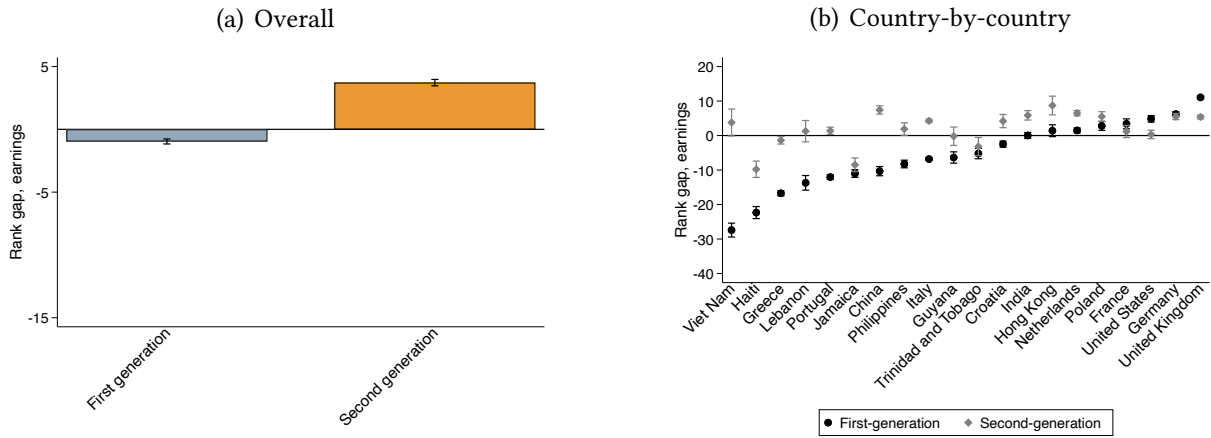 (a) Overall
Rank gap, earnings
5
-5
-15
First generation
Second generation
(b) Country-by-country
Rank gap, earnings
20
10
0
-10
-20
-30
-40
Viet Nam
Haiti
Greece
Lebanon
Portugal
Jamaica
China
Philippines
Italy
Guyana
Trinidad and Tobago
Croatia
India
Hong Kong
Netherlands
Poland
France
United States
Germany
United Kingdom
First-generation
Second-generation